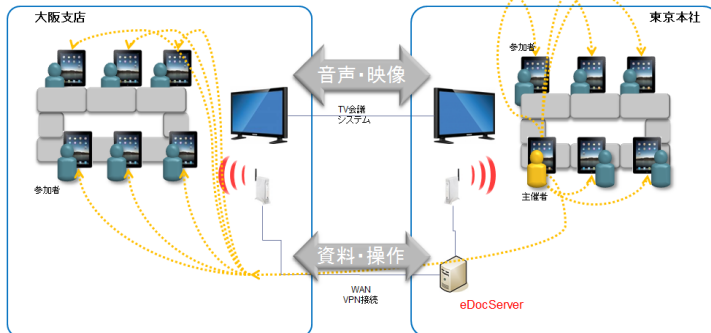 大阪支店
東京本社
参加者
音声・映像
TV会議
システム
参加者
主催者
資料・操作
WAN
VPN接続
eDocServer